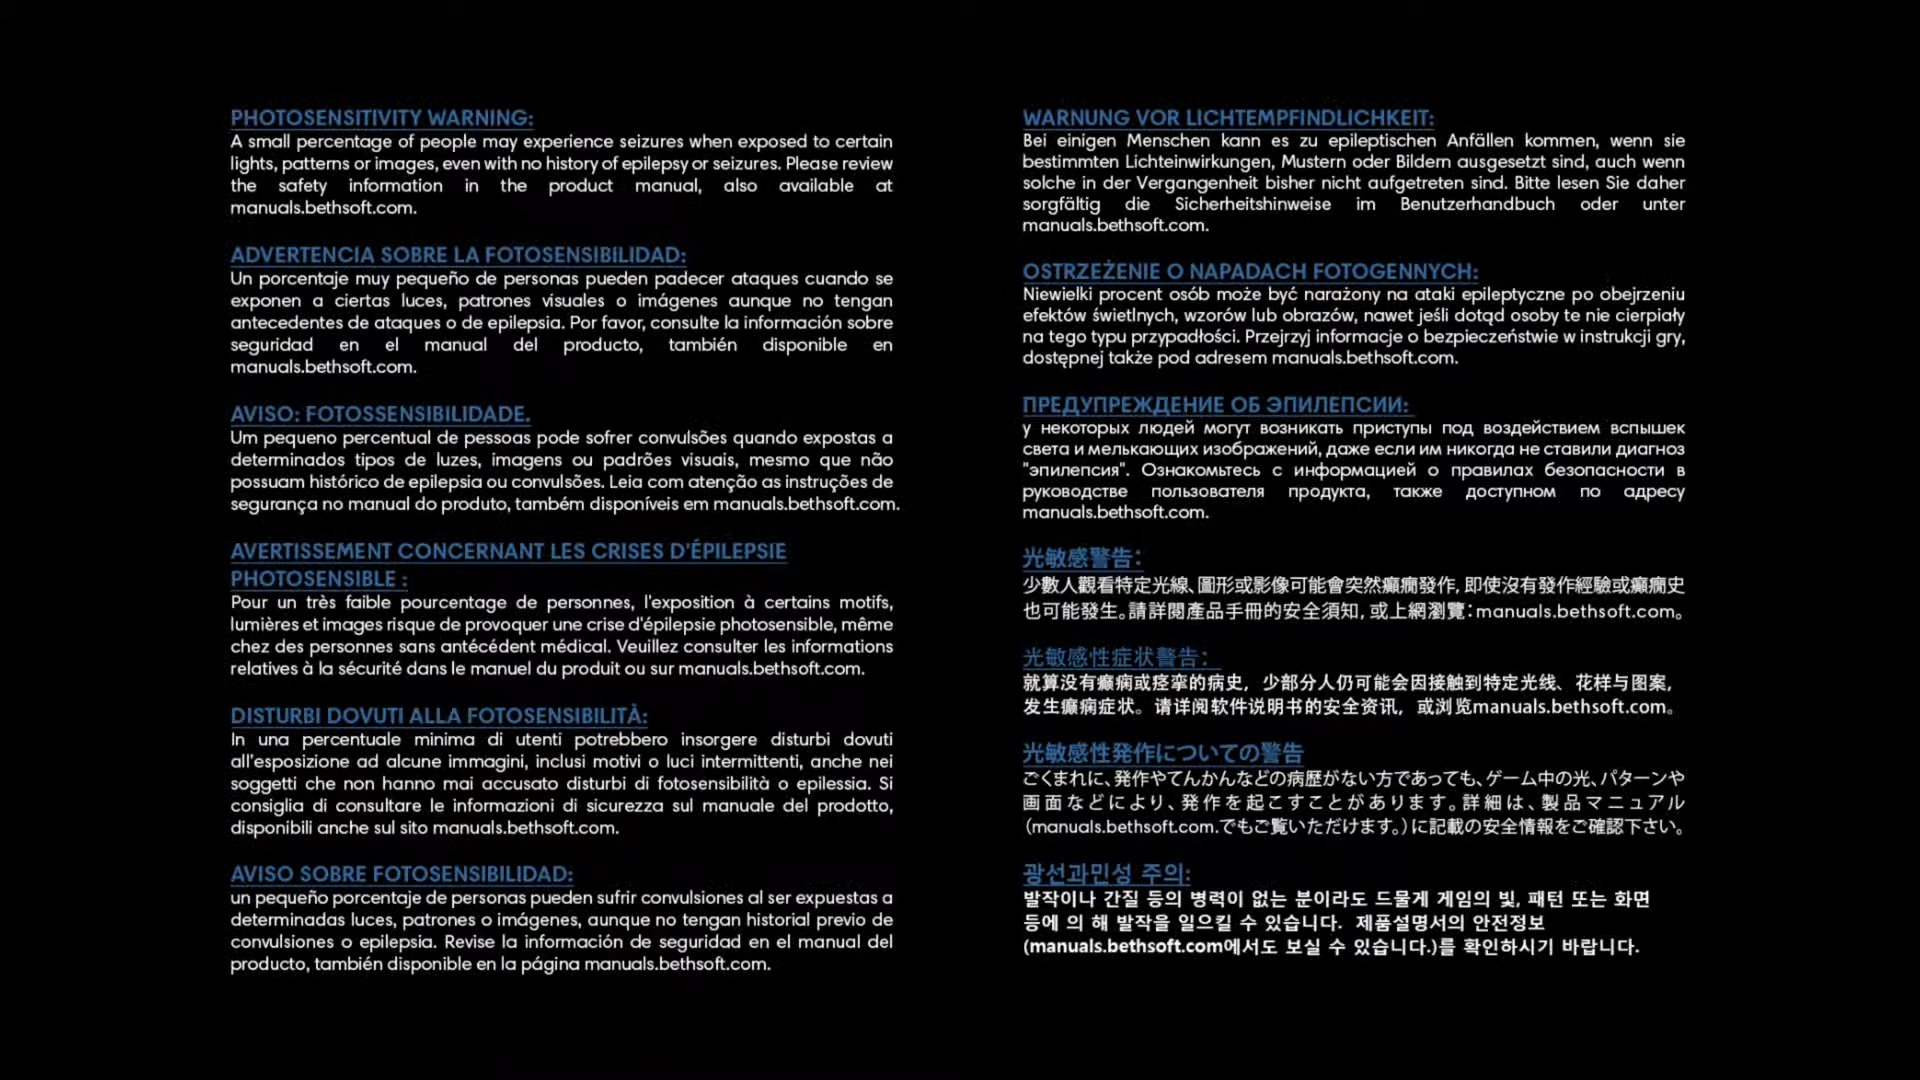 PHOTOSENSITIVITY WARNING:
A small percentage of people may experience seizures when exposed to certain
lights, patterns or images, even with no history of epilepsy or seizures. Please review
the safety information in the product manual, also available at
manuals.bethsoft.com.
ADVERTENCIA SOBRE LA FOTOSENSIBILIDAD:
Un porcentaje muy pequeño de personas pueden padecer ataques cuando se
exponen a ciertas luces, patrones visuales o imágenes aunque no tengan
antecedentes de ataques o de epilepsia. Por favor, consulte la información sobre
seguridad en el manual del producto, también disponible en
manuals.bethsoft.com.
AVISO: FOTOSSENSIBILIDADE.
Um pequeno percentual de pessoas pode sofrer convulsões quando expostas a
determinados tipos de luzes, imagens ou padrões visuais, mesmo que não
possuam histórico de epilepsia ou convulsões. Leia com atenção as instruções de
segurança no manual do produto, também disponíveis em manuals.bethsoft.com.
AVERTISSEMENT CONCERNANT LES CRISES D'ÉPILEPSIE
PHOTOSENSIBLE :
Pour un très faible pourcentage de personnes, l'exposition à certains motifs,
lumières et images risque de provoquer une crise d'épilepsie photosensible, même
chez des personnes sans antécédent médical. Veuillez consulter les informations
relatives à la sécurité dans le manuel du produit ou sur manuals.bethsoft.com.
DISTURBI DOVUTI ALLA FOTOSENSIBILITÀ:
In una percentuale minima di utenti potrebbero insorgere disturbi dovuti
all'esposizione ad alcune immagini, inclusi motivi o luci intermittenti, anche nei
soggetti che non hanno mai accusato disturbi di fotosensibilità o epilessia. Si
consiglia di consultare le informazioni di sicurezza sul manuale del prodotto,
disponibili anche sul sito manuals.bethsoft.com.
AVISO SOBRE FOTOSENSIBILIDAD:
un pequeño porcentaje de personas pueden sufrir convulsiones al ser expuestas a
determinadas luces, patrones o imágenes, aunque no tengan historial previo de
convulsiones o epilepsia. Revise la información de seguridad en el manual del
producto, también disponible en la página manuals.bethsoft.com.
WARNUNG VOR LICHTEMPFINDLICHKEIT:
Bei einigen Menschen kann es zu epileptischen Anfällen kommen, wenn sie
bestimmten Lichteinwirkungen, Mustern oder Bildern ausgesetzt sind, auch wenn
solche in der Vergangenheit bisher nicht aufgetreten sind. Bitte lesen Sie daher
sorgfältig die Sicherheitshinweise im Benutzerhandbuch oder unter
manuals.bethsoft.com.
OSTRZEŻENIE O NAPADACH FOTOGENNYCH:
Niewielki procent osób może być narażony na ataki epileptyczne po obejrzeniu
efektów świetlnych, wzorów lub obrazów, nawet jeśli dotąd osoby te nie cierpiały
na tego typu przypadłości. Przejrzyj informacje o bezpieczeństwie w instrukcji gry,
dostępnej także pod adresem manuals.bethsoft.com.
ПРЕДУПРЕЖДЕНИЕ ОБ ЭПИЛЕПСИИ:
у некоторых людей могут возникать приступы под воздействием вспышек
света и мелькающих изображений, даже если им никогда не ставили диагноз
"эпилепсия". Ознакомьтесь с информацией о правилах безопасности в
руководстве пользователя продукта, также доступном по адресу
manuals.bethsoft.com.
光敏感警告：
少數人觀看特定光線、圖形或影像可能會突然癲癇發作, 即使沒有發作經驗或癲癇史
也可能發生。請詳閱產品手冊的安全須知, 或上網瀏覽：manuals.bethsoft.com。
光敏感性症状警告：
就算没有癫痫或痉挛的病史，少部分人仍可能会因接触到特定光线、花样与图案，
发生癫痫症状。请详阅软件说明书的安全资讯，或浏览manuals.bethsoft.com。
光敏感性発作についての警告
ごくまれに、発作やてんかんなどの病歴がない方であっても、ゲーム中の光、パターンや
画面などにより、発作を起こすことがあります。詳細は、製品マニュアル
（manuals.bethsoft.com.でもご覧いただけます。）に記載の安全情報をご確認下さい。
광선과민성 주의:
발작이나 간질 등의 병력이 없는 분이라도 드물게 게임의 빛, 패턴 또는 화면
등에 의 해 발작을 일으킬 수 있습니다. 제품설명서의 안전정보
(manuals.bethsoft.com에서도 보실 수 있습니다.)를 확인하시기 바랍니다.